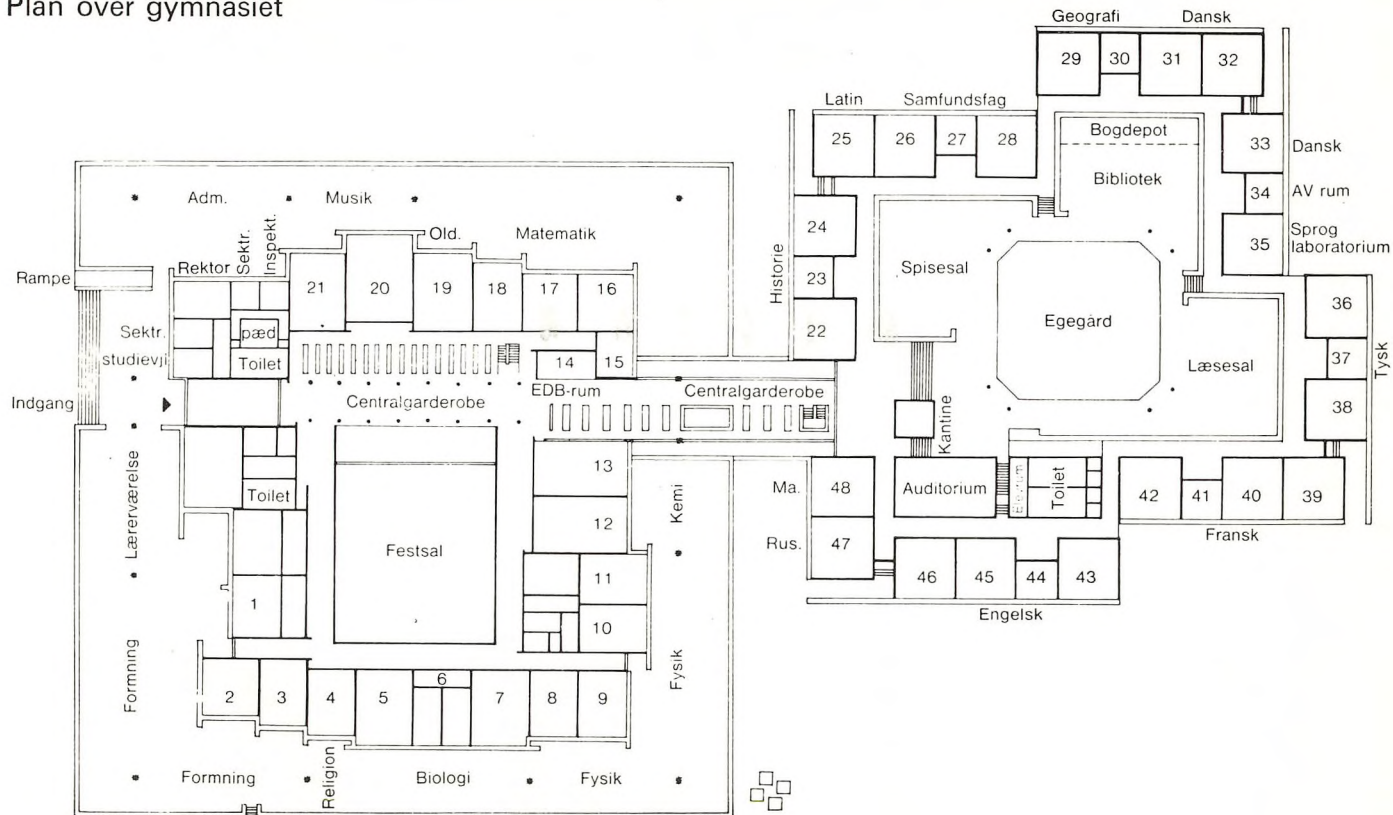 Plan over gymnasiet
Geografi Dansk
29 30 31 32
Latin Samfundsfag
25 26 27 28
Bogdepot
33 Dansk
Bibliotek
34 AV rum
35 Sprog
laboratorium
24
23
22
Historie
Spisesal
Egegård
Læsesal
36
37
38
Tysk
Kantine
Adm. Musik
Old. Matematik
Rektor
Sektr.
Inspekt.
Rampe
21 20 19 18 17 16
Sektr.
studievjl
pæd
Toilet
14 15
EDB-rum
Indgang
Centralgarderobe
Centralgarderobe
Lærerværelse
Toilet
13
12
Kemi
Festsal
11
10
1
Formning
Fysik
2 3 4 5 6 7 8 9
Formning
Religion
Biologi
Fysik
Ma. 48
Auditorium
Toilet
42 41 40 39
Fransk
Rus. 47
46 45 44 43
Engelsk